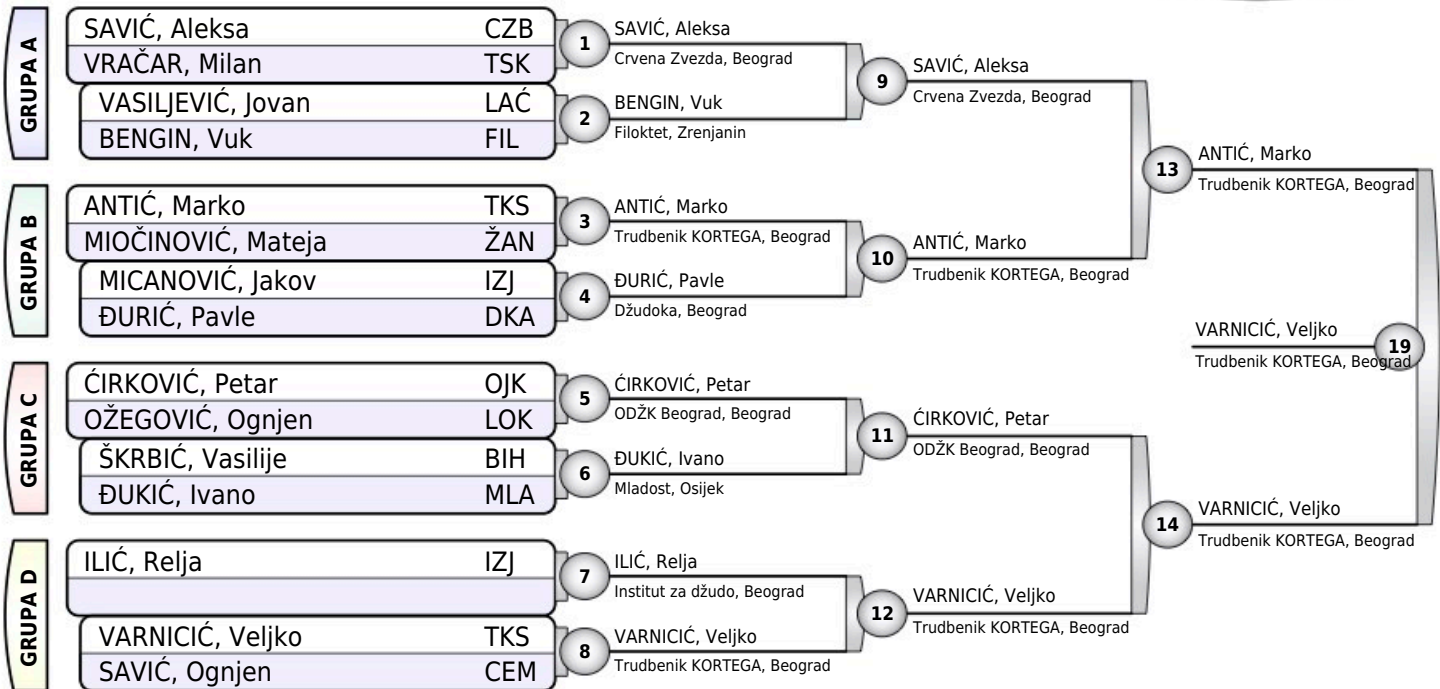 GRUPA A
SAVIĆ, Aleksa CZB
VRAČAR, Milan TSK
VASILJEVIĆ, Jovan LAĆ
BENGIN, Vuk FIL
GRUPA B
ANTIĆ, Marko TKS
MIOČINOVIĆ, Mateja ŽAN
MICANOVIĆ, Jakov IZJ
ĐURIĆ, Pavle DKA
GRUPA C
ĆIRKOVIĆ, Petar OJK
OŽEGOVIĆ, Ognjen LOK
ŠKRBIĆ, Vasilije BIH
ĐUKIĆ, Ivano MLA
GRUPA D
ILIĆ, Relja IZJ
VARNICIĆ, Veljko TKS
SAVIĆ, Ognjen CEM
1
SAVIĆ, Aleksa
Crvena Zvezda, Beograd
2
BENGIN, Vuk
Filoktet, Zrenjanin
3
ANTIĆ, Marko
Trudbenik KORTEGA, Beograd
4
ĐURIĆ, Pavle
Džudoka, Beograd
5
ĆIRKOVIĆ, Petar
ODŽK Beograd, Beograd
6
ĐUKIĆ, Ivano
Mladost, Osijek
7
ILIĆ, Relja
Institut za džudo, Beograd
8
VARNICIĆ, Veljko
Trudbenik KORTEGA, Beograd
9
SAVIĆ, Aleksa
Crvena Zvezda, Beograd
10
ANTIĆ, Marko
Trudbenik KORTEGA, Beograd
11
ĆIRKOVIĆ, Petar
ODŽK Beograd, Beograd
12
VARNICIĆ, Veljko
Trudbenik KORTEGA, Beograd
13
ANTIĆ, Marko
Trudbenik KORTEGA, Beograd
14
VARNICIĆ, Veljko
Trudbenik KORTEGA, Beograd
VARNICIĆ, Veljko
Trudbenik KORTEGA, Beograd
19